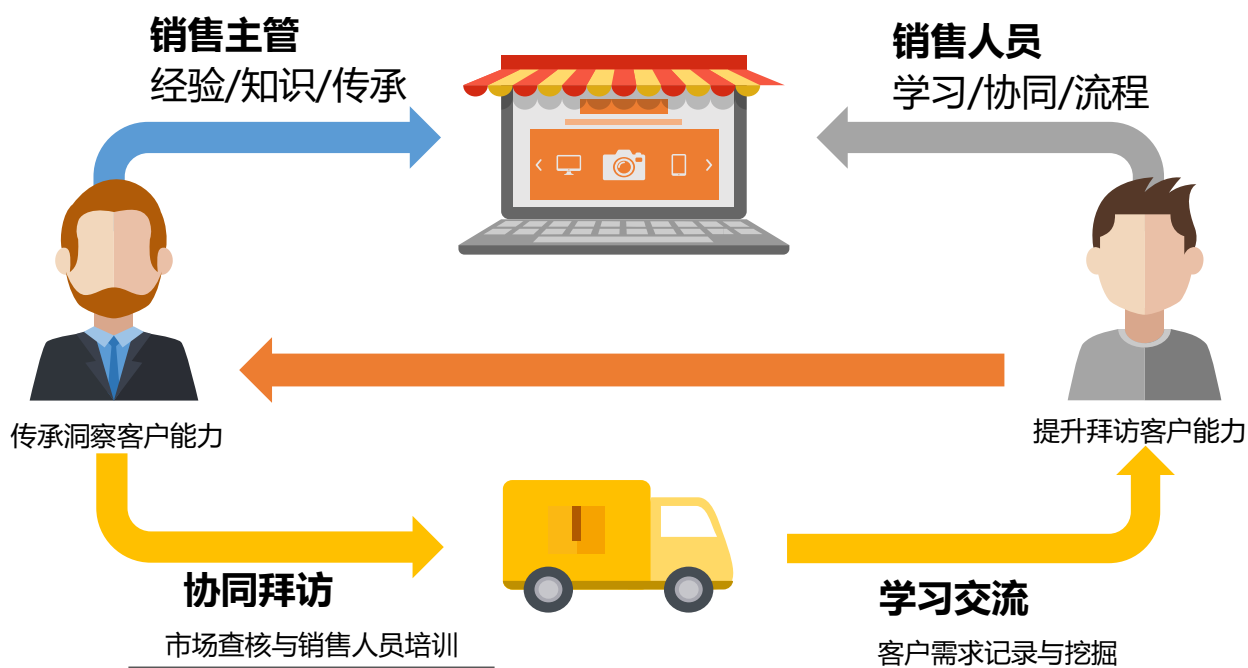 销售主管
经验/知识/传承
销售人员
学习/协同/流程
传承洞察客户能力
提升拜访客户能力
协同拜访
市场查核与销售人员培训
学习交流
客户需求记录与挖掘